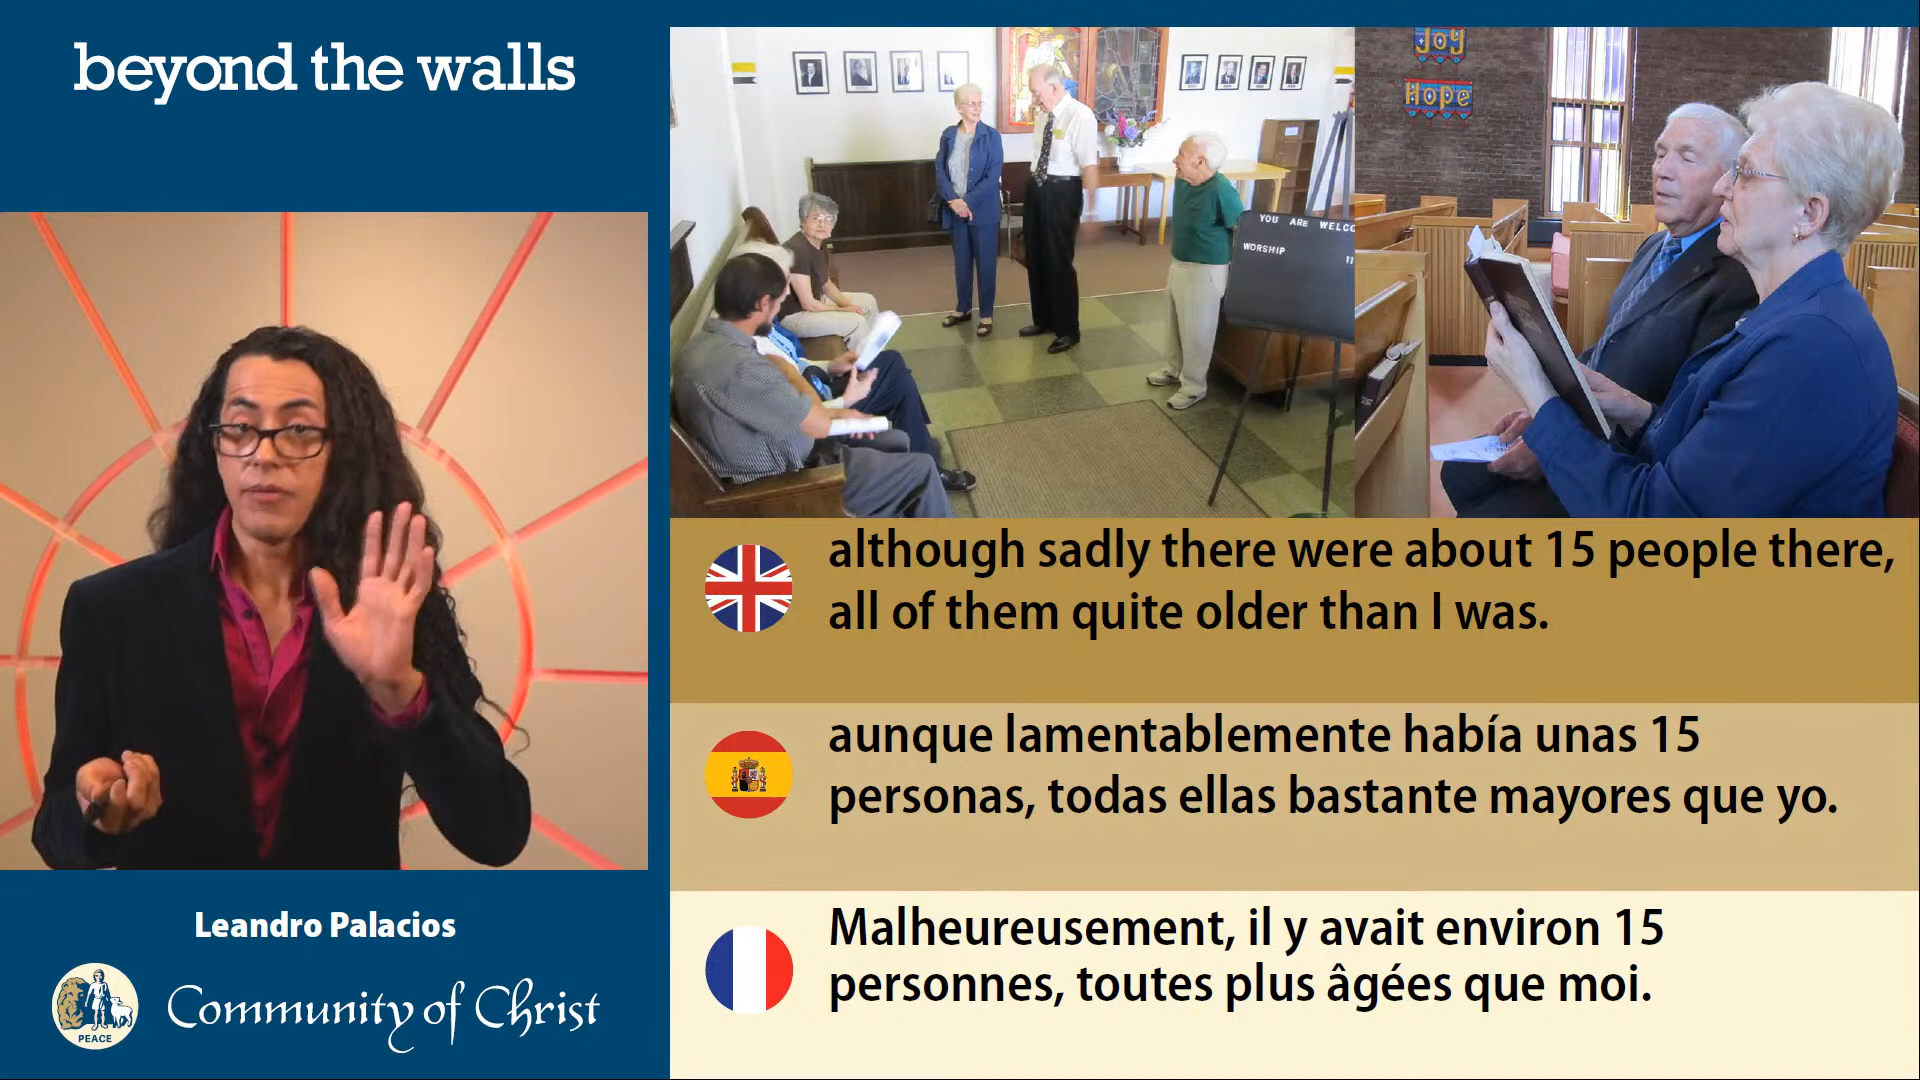 beyond the walls
Joy
Hope
YOU ARE WELCO
WORSHIP 11
although sadly there were about 15 people there,
all of them quite older than I was.
aunque lamentablemente había unas 15
personas, todas ellas bastante mayores que yo.
Malheureusement, il y avait environ 15
personnes, toutes plus âgées que moi.
Leandro Palacios
PEACE
Community of Christ